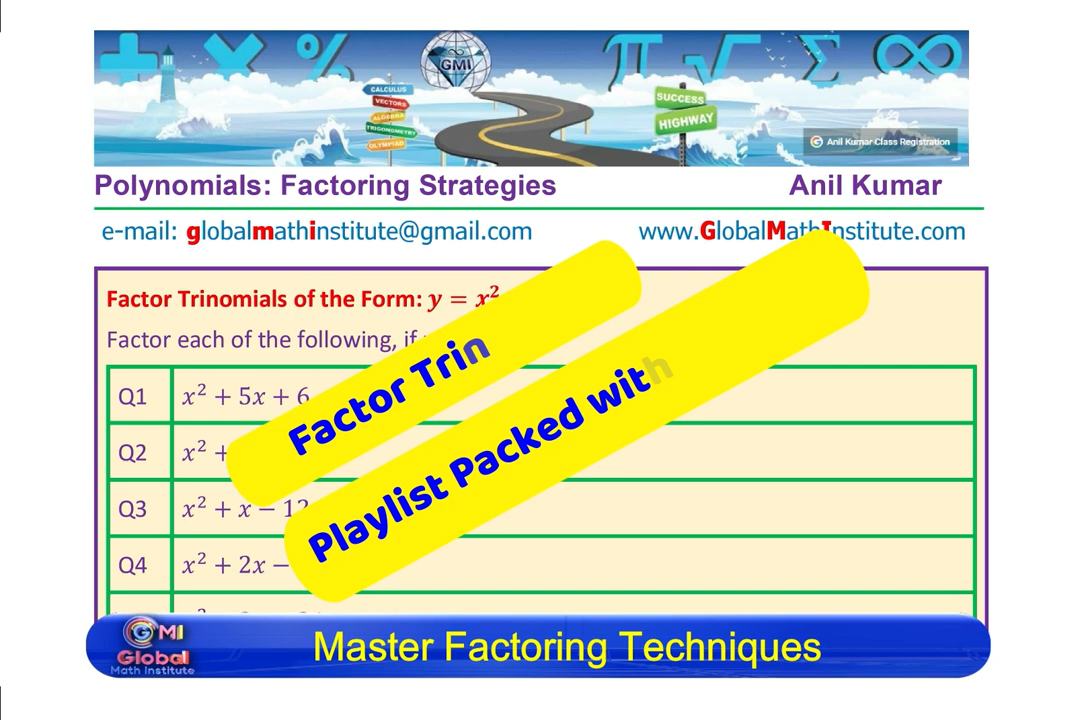 + × % GMI π √ Σ ∞
CALCULUS
VECTORS
ALGEBRA
TRIGONOMETRY
OLYMPIAD
SUCCESS
HIGHWAY
Anil Kumar Class Registration
Polynomials: Factoring Strategies Anil Kumar
e-mail: globalmathinstitute@gmail.com www.GlobalMathInstitute.com
Factor Trinomials of the Form: y = x²
Factor each of the following, if
Q1 x² + 5x + 6
Q2 x² +
Q3 x² + x − 12
Q4 x² + 2x −
Factor Trin
Playlist Packed with
GMI
Global
Math Institute
Master Factoring Techniques